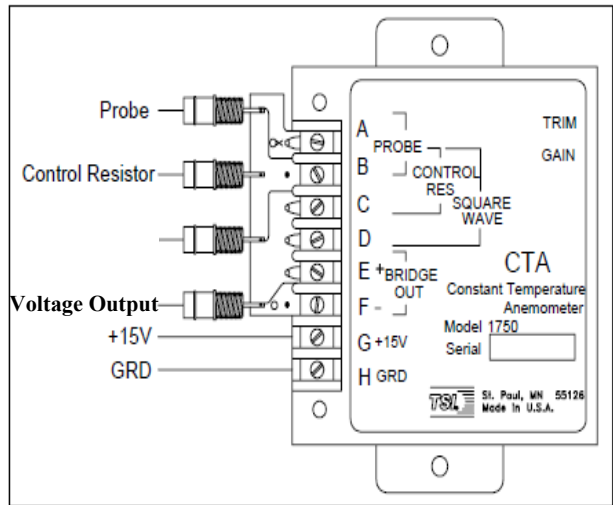 Probe
Control Resistor
Voltage Output
+15V
GRD
A
PROBE
B
CONTROL
RES
C
SQUARE
WAVE
D
E +
BRIDGE
OUT
F -
G +15V
H GRD
TRIM
GAIN
CTA
Constant Temperature
Anemometer
Model 1750
Serial
TSI
St. Paul, MN 55126
Made in U.S.A.